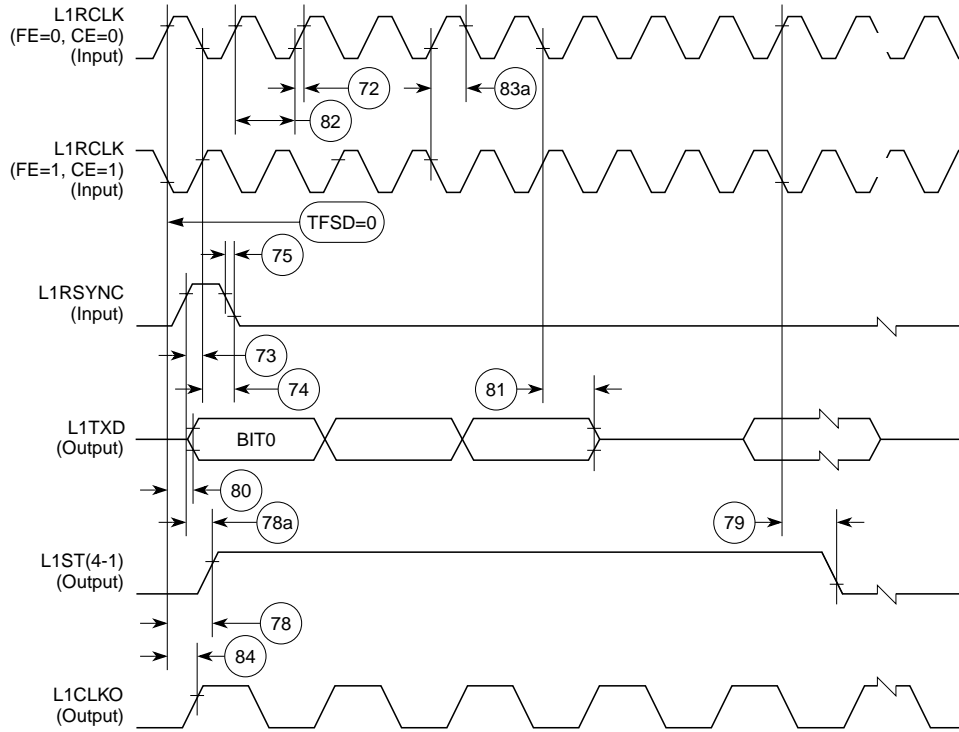 L1RCLK
(FE=0, CE=0)
(Input)
72
83a
82
L1RCLK
(FE=1, CE=1)
(Input)
TFSD=0
75
L1RSYNC
(Input)
73
74
81
L1TXD
(Output)
BIT0
80
78a
79
L1ST(4-1)
(Output)
78
84
L1CLKO
(Output)